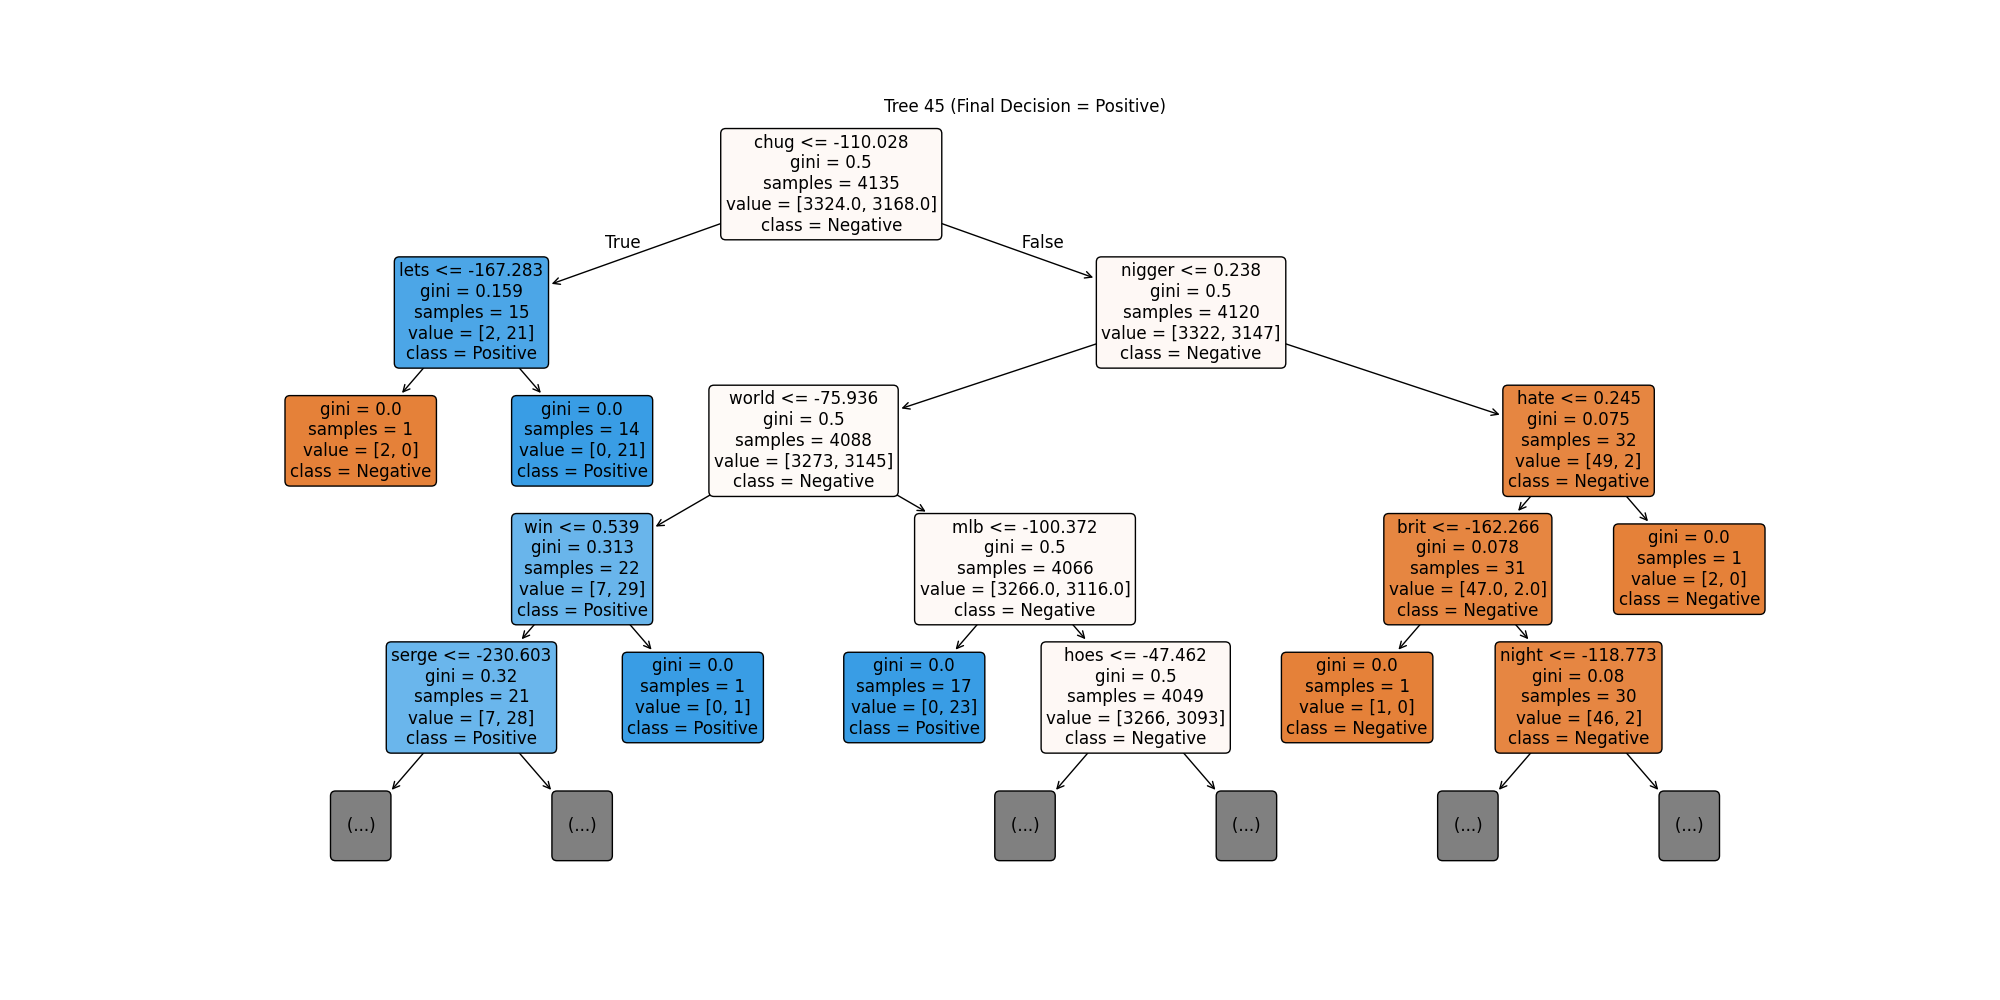 Tree 45 (Final Decision = Positive)
chug <= -110.028
gini = 0.5
samples = 4135
value = [3324.0, 3168.0]
class = Negative
True
False
lets <= -167.283
gini = 0.159
samples = 15
value = [2, 21]
class = Positive
nigger <= 0.238
gini = 0.5
samples = 4120
value = [3322, 3147]
class = Negative
gini = 0.0
samples = 1
value = [2, 0]
class = Negative
gini = 0.0
samples = 14
value = [0, 21]
class = Positive
world <= -75.936
gini = 0.5
samples = 4088
value = [3273, 3145]
class = Negative
hate <= 0.245
gini = 0.075
samples = 32
value = [49, 2]
class = Negative
win <= 0.539
gini = 0.313
samples = 22
value = [7, 29]
class = Positive
mlb <= -100.372
gini = 0.5
samples = 4066
value = [3266.0, 3116.0]
class = Negative
brit <= -162.266
gini = 0.078
samples = 31
value = [47.0, 2.0]
class = Negative
gini = 0.0
samples = 1
value = [2, 0]
class = Negative
serge <= -230.603
gini = 0.32
samples = 21
value = [7, 28]
class = Positive
gini = 0.0
samples = 1
value = [0, 1]
class = Positive
gini = 0.0
samples = 17
value = [0, 23]
class = Positive
hoes <= -47.462
gini = 0.5
samples = 4049
value = [3266, 3093]
class = Negative
gini = 0.0
samples = 1
value = [1, 0]
class = Negative
night <= -118.773
gini = 0.08
samples = 30
value = [46, 2]
class = Negative
(...)
(...)
(...)
(...)
(...)
(...)